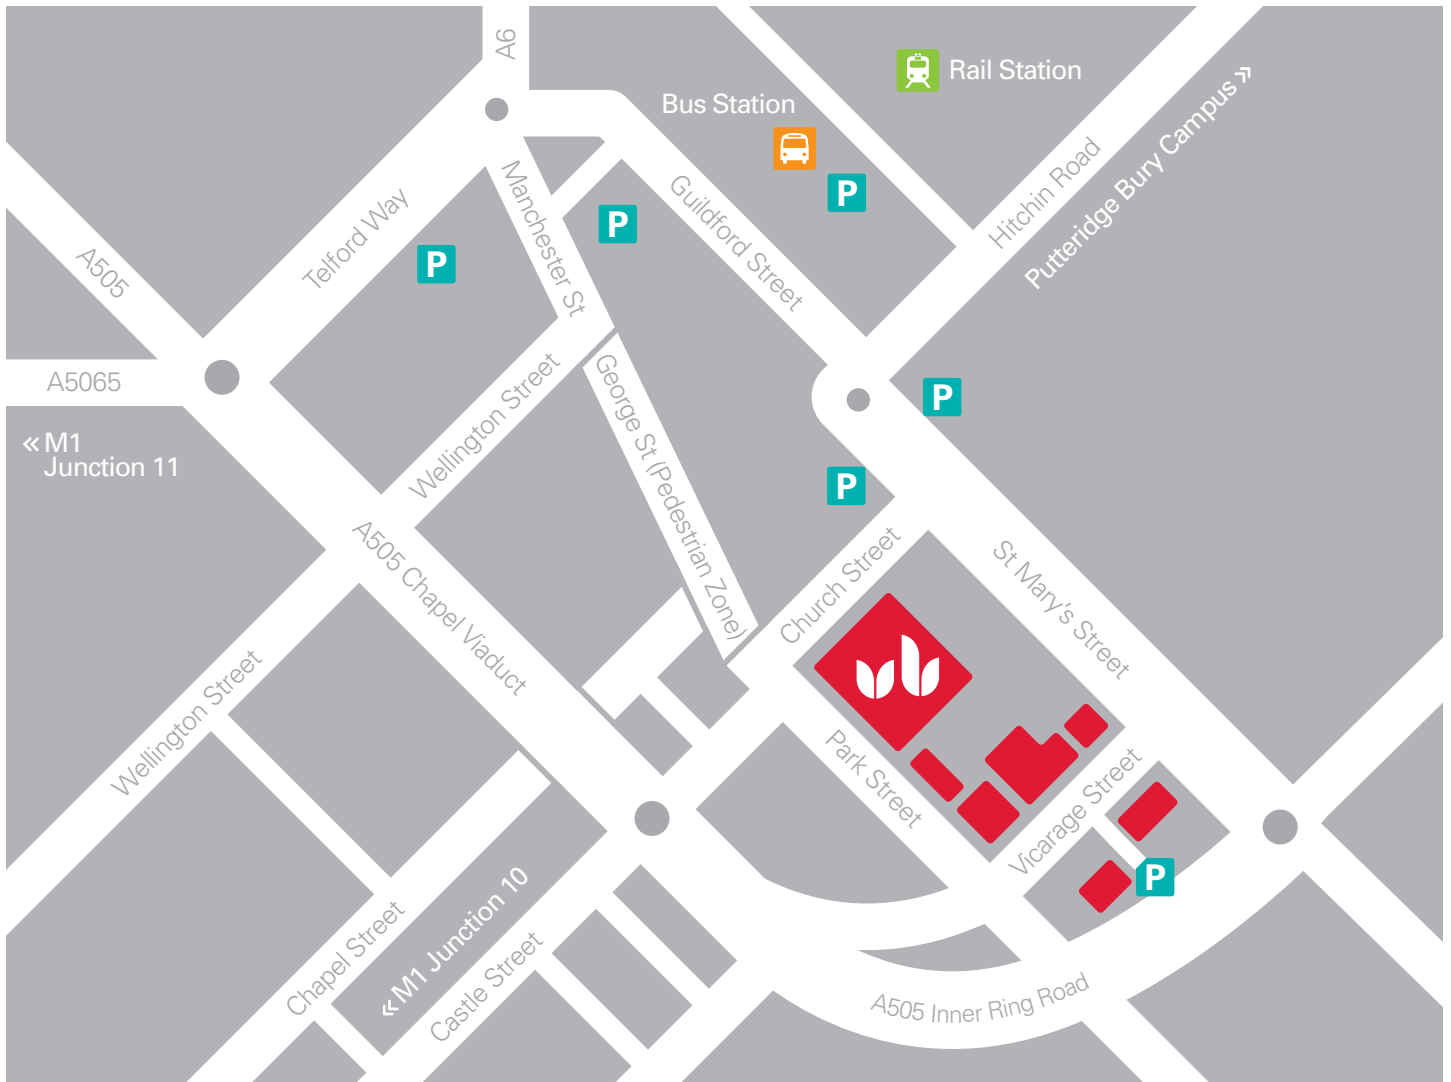 A6
Rail Station
Bus Station
Putteridge Bury Campus »
Hitchin Road
P
Guildford Street
Manchester St
P
Telford Way
P
A505
A5065
«M1
Junction 11
Wellington Street
George St (Pedestrian Zone)
P
P
A505 Chapel Viaduct
Church Street
St Mary's Street
Wellington Street
Park Street
Vicarage Street
P
Chapel Street
«M1 Junction 10
Castle Street
A505 Inner Ring Road